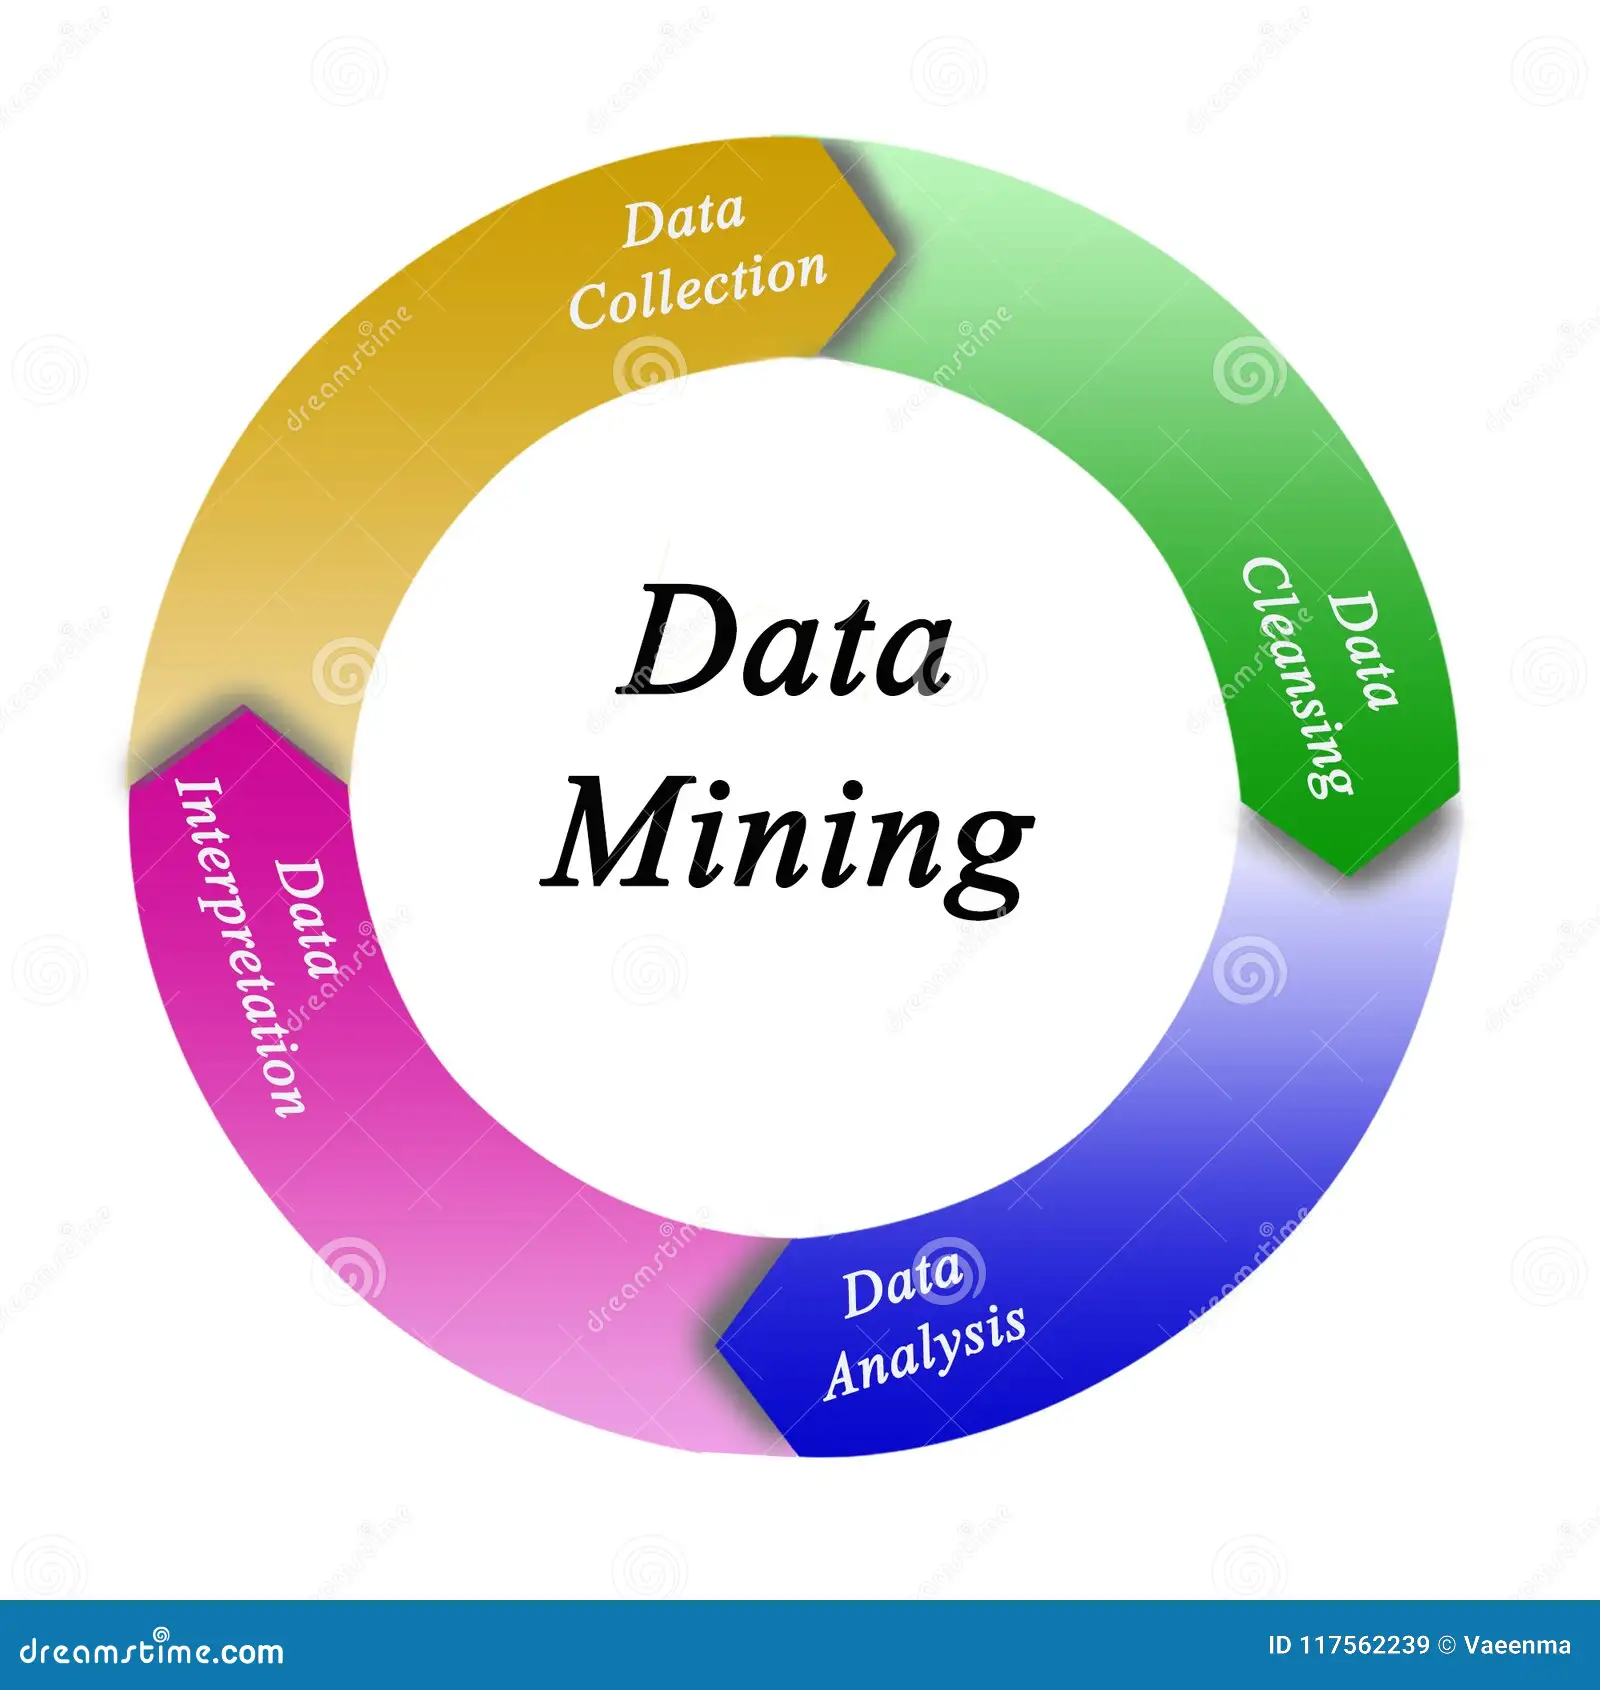 Data
Collection
Data
Cleansing
Data
Mining
Data
Interpretation
Data
Analysis
dreamstime.com
ID 117562239 © Vaeenma